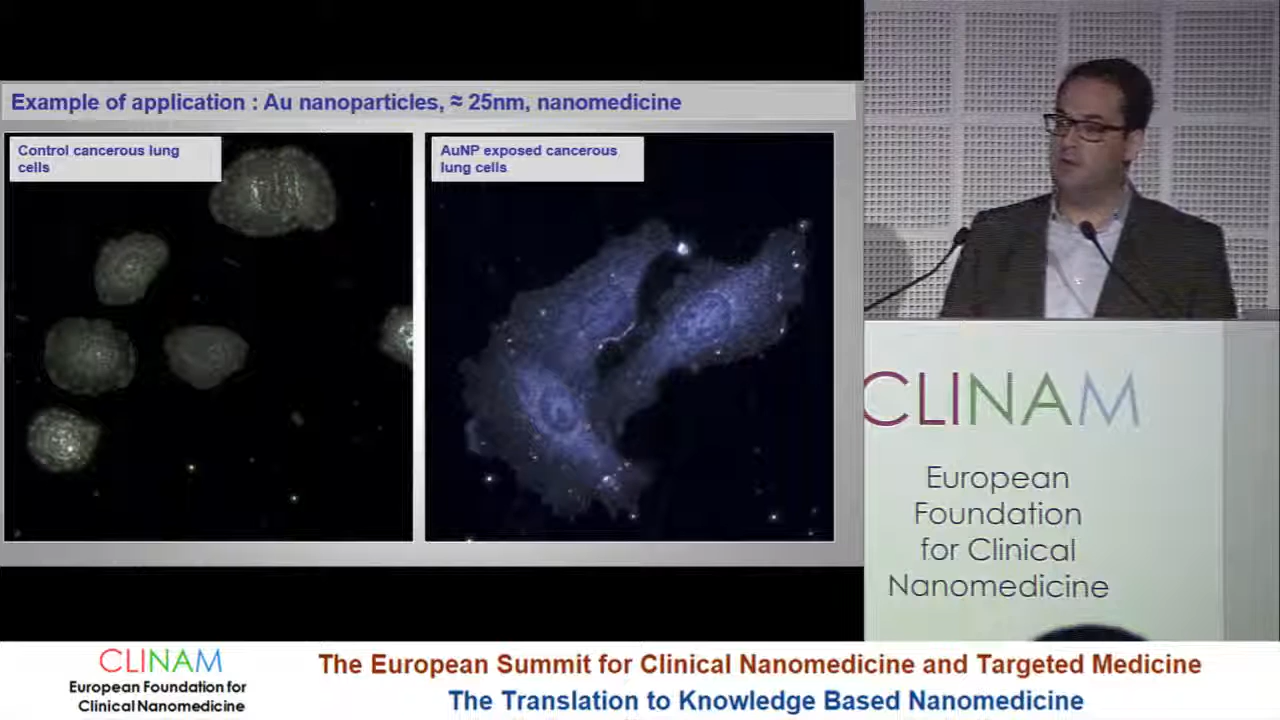 Example of application : Au nanoparticles, ≈ 25nm, nanomedicine
Control cancerous lung
cells
AuNP exposed cancerous
lung cells
CLINAM
European
Foundation
for Clinical
Nanomedicine
CLINAM
European Foundation for
Clinical Nanomedicine
The European Summit for Clinical Nanomedicine and Targeted Medicine
The Translation to Knowledge Based Nanomedicine